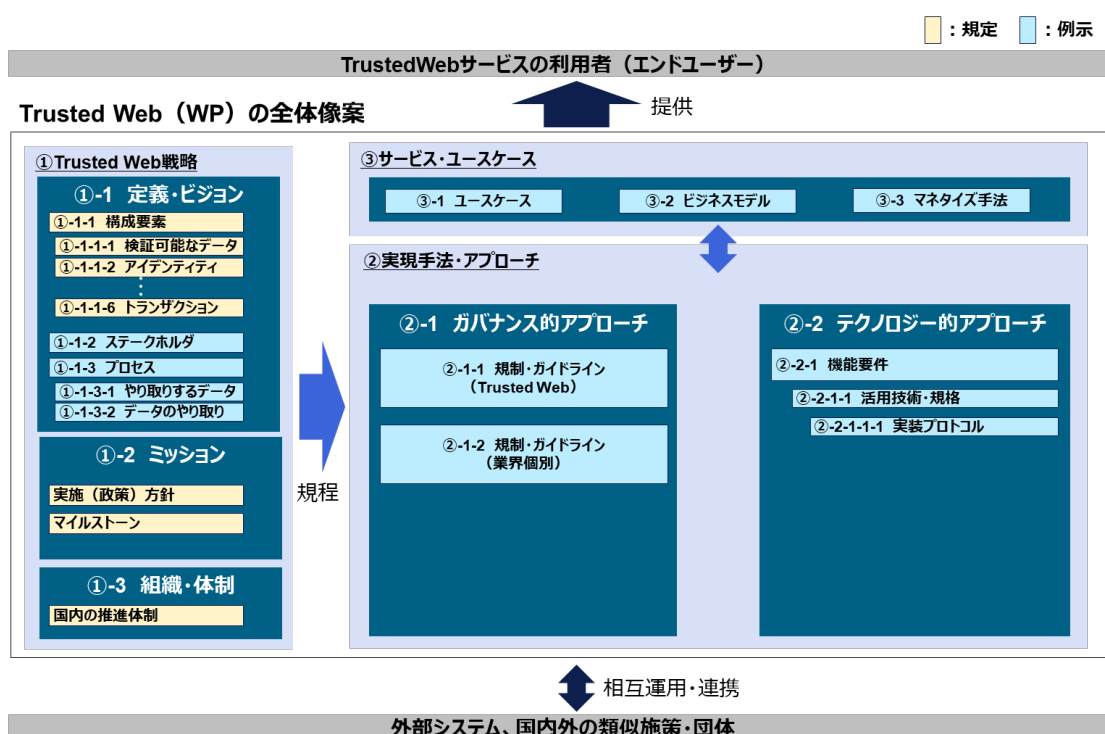 ：規定
：例示
TrustedWebサービスの利用者（エンドユーザー）
提供
Trusted Web（WP）の全体像案
①Trusted Web戦略
①-1 定義・ビジョン
①-1-1 構成要素
①-1-1-1 検証可能なデータ
①-1-1-2 アイデンティティ
⋮
①-1-1-6 トランザクション
①-1-2 ステークホルダ
①-1-3 プロセス
①-1-3-1 やり取りするデータ
①-1-3-2 データのやり取り
①-2 ミッション
実施（政策）方針
マイルストーン
①-3 組織・体制
国内の推進体制
規程
③サービス・ユースケース
③-1 ユースケース
③-2 ビジネスモデル
③-3 マネタイズ手法
②実現手法・アプローチ
②-1 ガバナンス的アプローチ
②-1-1 規制・ガイドライン
（Trusted Web）
②-1-2 規制・ガイドライン
（業界個別）
②-2 テクノロジー的アプローチ
②-2-1 機能要件
②-2-1-1 活用技術・規格
②-2-1-1-1 実装プロトコル
相互運用・連携
外部システム、国内外の類似施策・団体